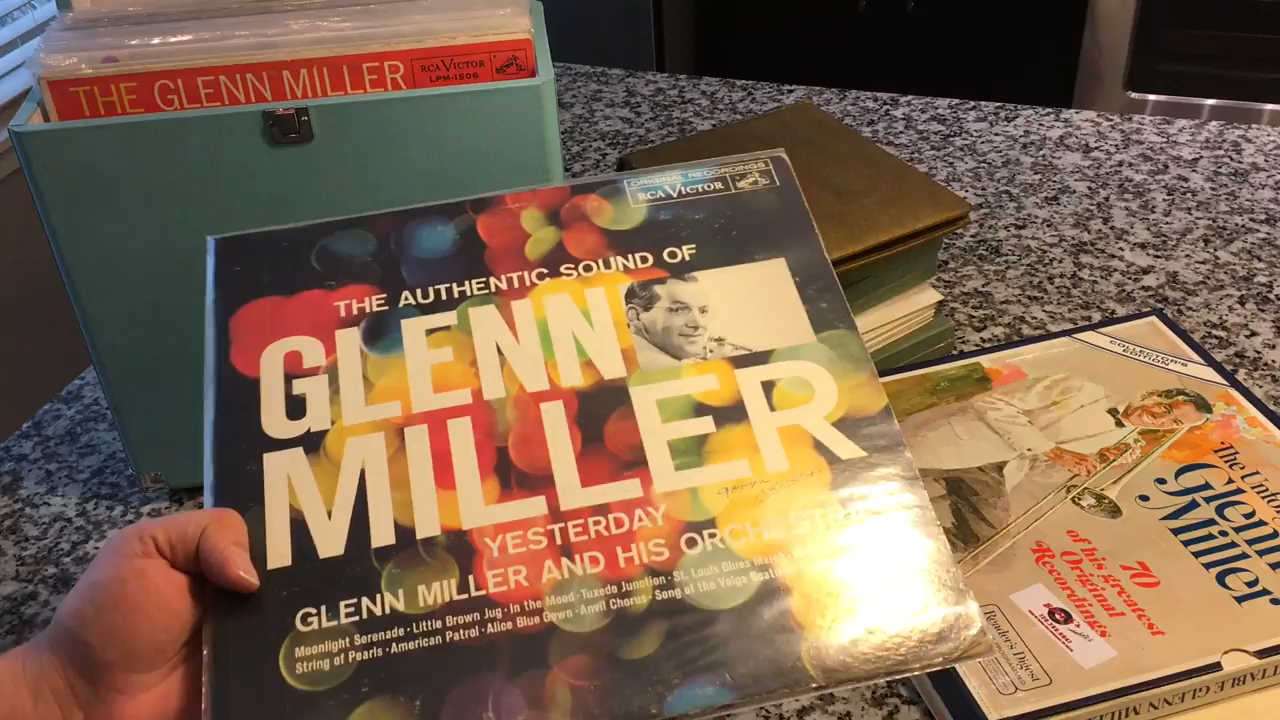 THE GLENN MILLER
RCA VICTOR
LPM-1506
ORIGINAL RECORDINGS
RCA VICTOR
THE AUTHENTIC SOUND OF
GLENN
MILLER
YESTERDAY
GLENN MILLER AND HIS ORCHESTRA
Moonlight Serenade · Little Brown Jug · In the Mood · Tuxedo Junction · St. Louis Blues
String of Pearls · American Patrol · Alice Blue Gown · Anvil Chorus · Song of the Volga
COLLECTOR'S
EDITION
The
Glenn
Miller
70
of his greatest
Original
Recordings
Reader's Digest
GLENN